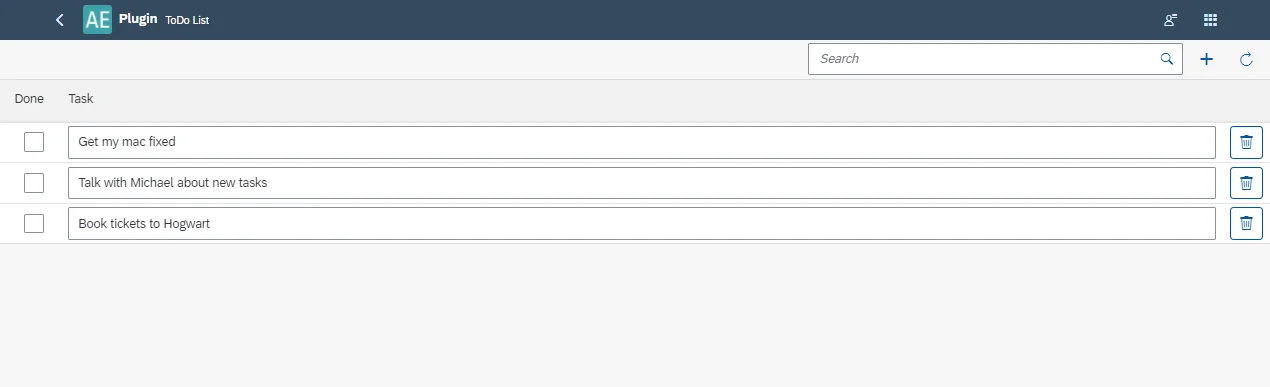 AE Plugin ToDo List
Search
Done Task
Get my mac fixed
Talk with Michael about new tasks
Book tickets to Hogwart